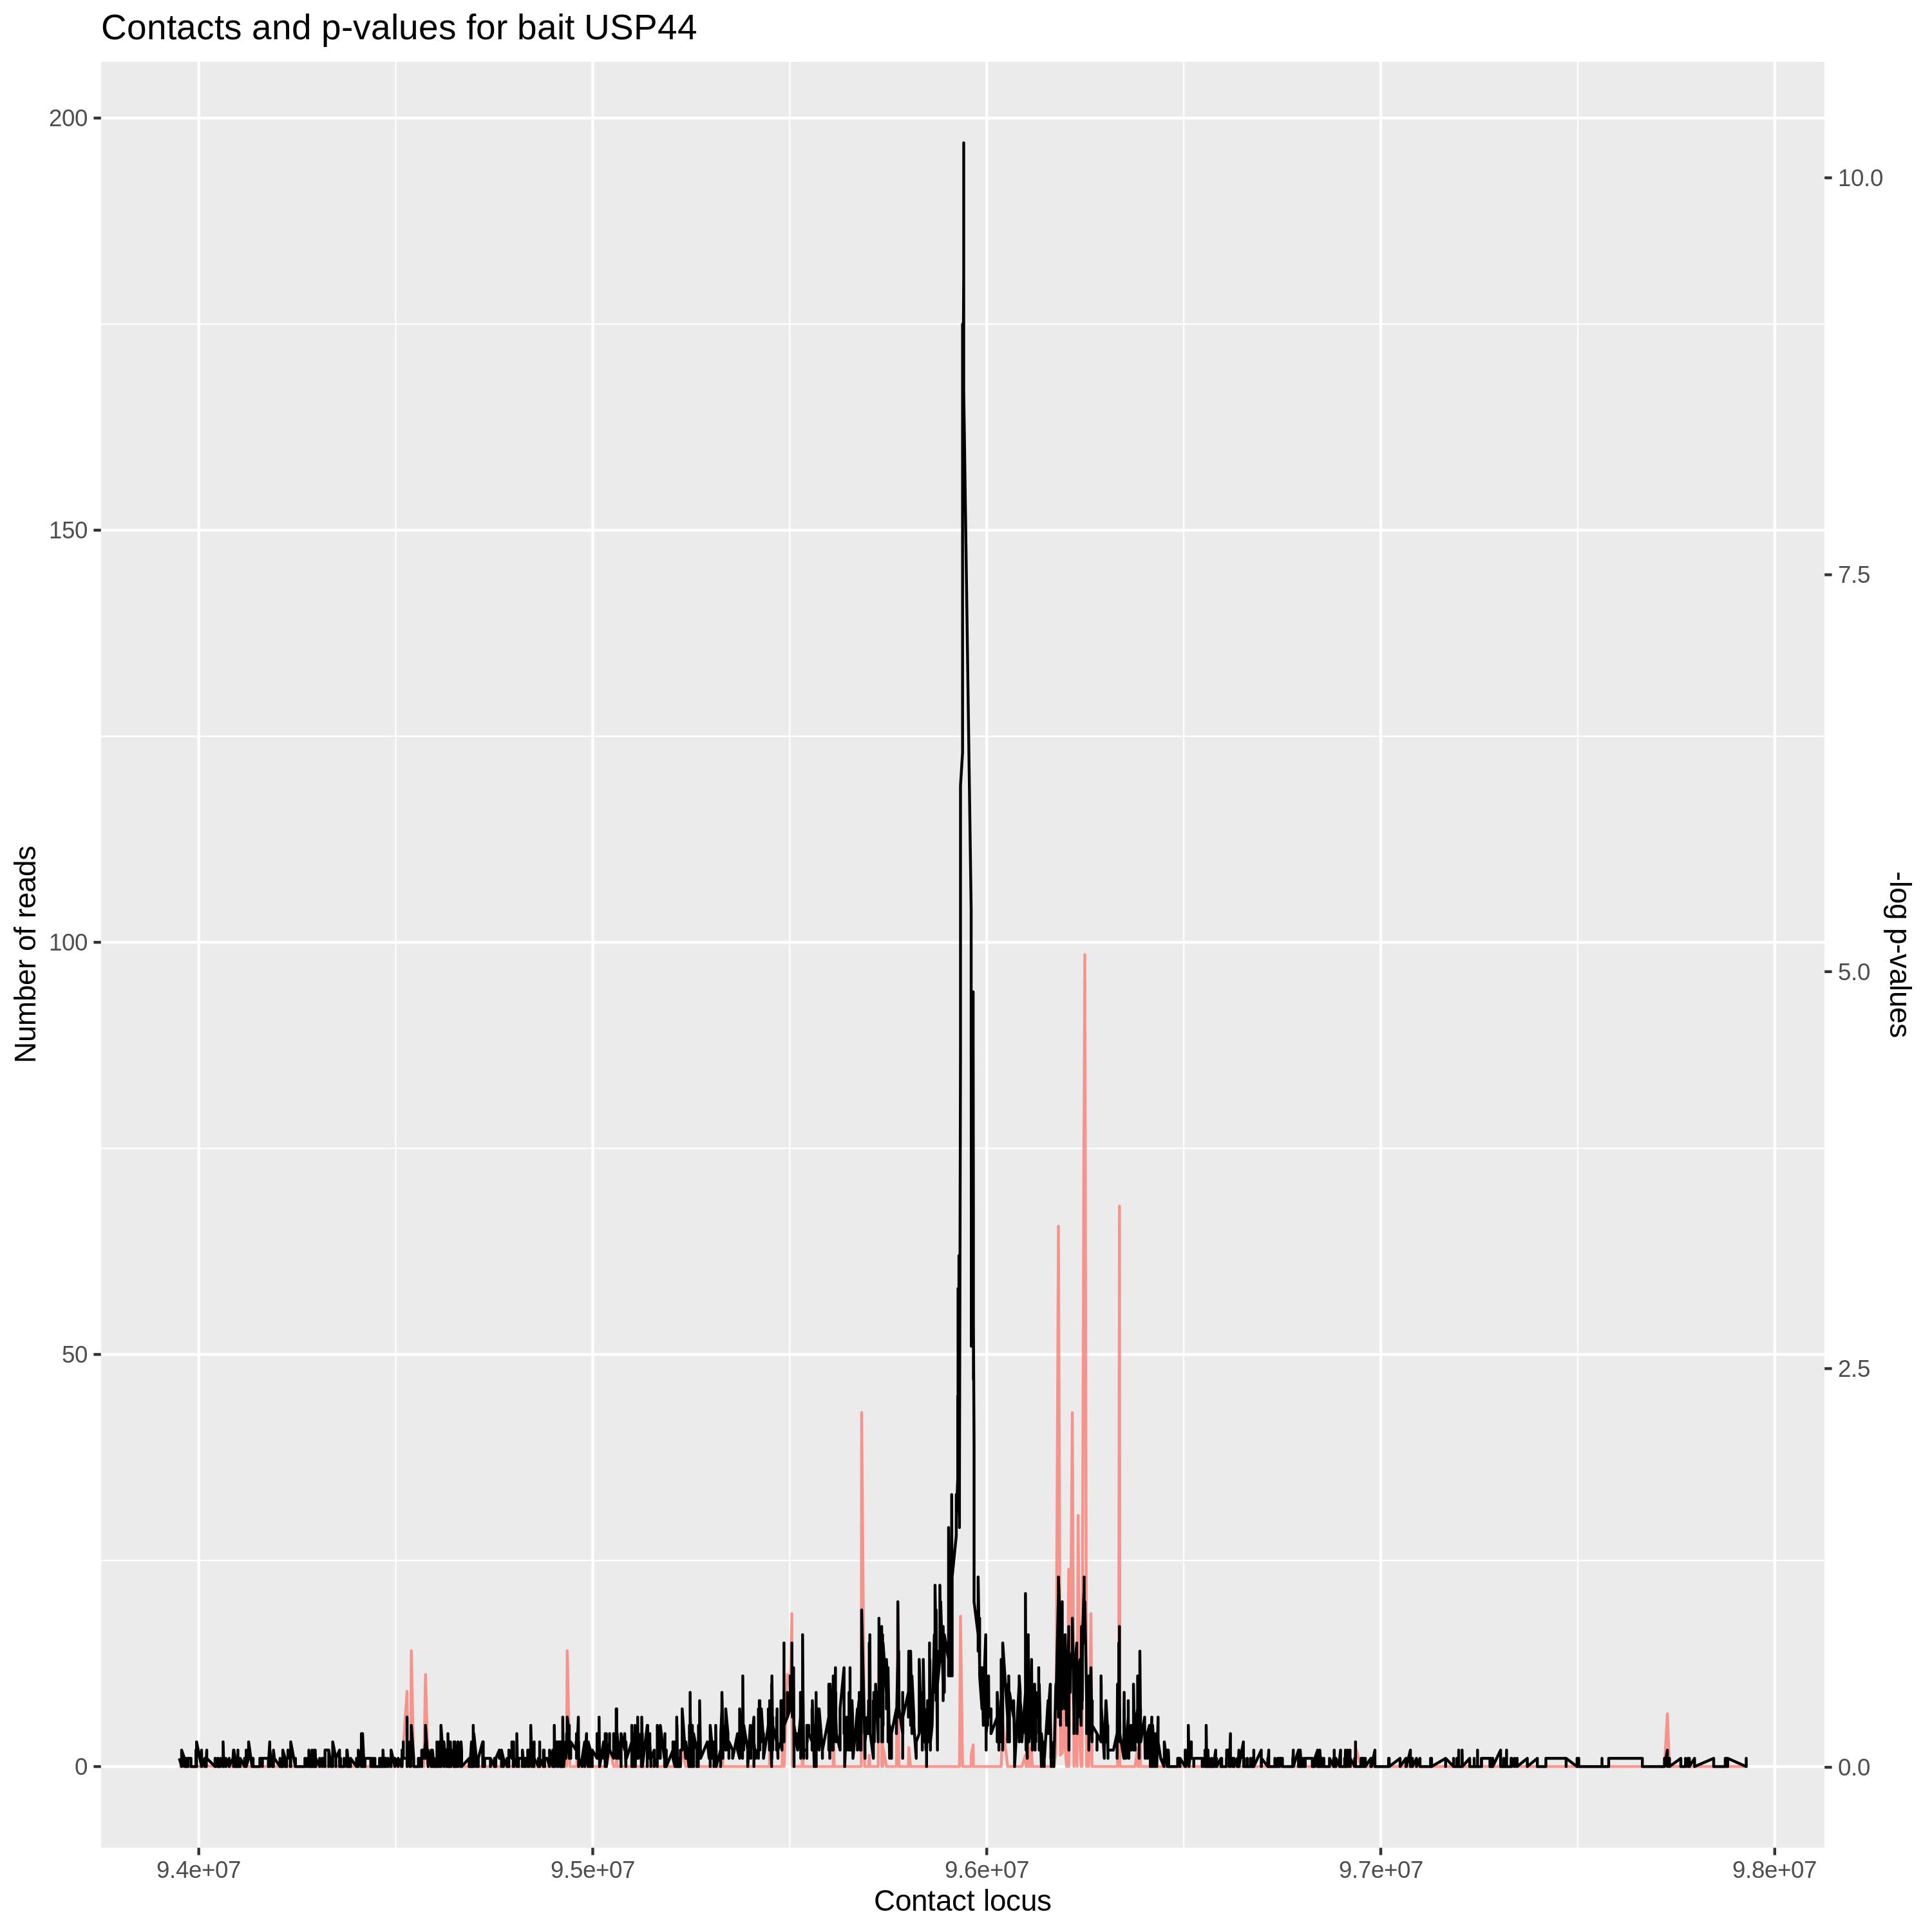 Contacts and p-values for bait USP44
200
150
100
50
0
Number of reads
10.0
7.5
5.0
2.5
0.0
-log p-values
9.4e+07
9.5e+07
9.6e+07
9.7e+07
9.8e+07
Contact locus